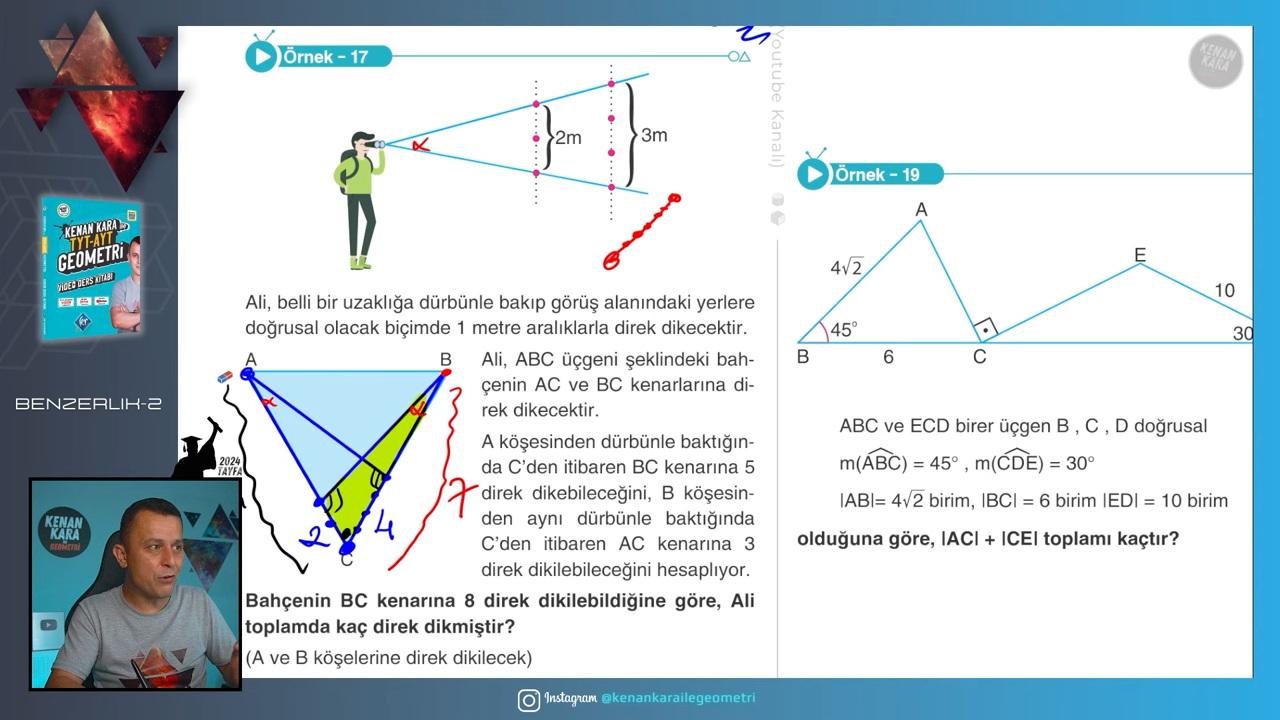 KENAN KARA
TYT-AYT
GEOMETRİ
VIDEO DERS KİTABI
BENZERLIK-2
2024
TAYFA
KENAN
KARA
GEOMETRİ
Örnek – 17
α
2m
3m
Ali, belli bir uzaklığa dürbünle bakıp görüş alanındaki yerlere
doğrusal olacak biçimde 1 metre aralıklarla direk dikecektir.
A
B
α
α
2
4
7
C
Ali, ABC üçgeni şeklindeki bah-
çenin AC ve BC kenarlarına di-
rek dikecektir.
A köşesinden dürbünle baktığın-
da C’den itibaren BC kenarına 5
direk dikebileceğini, B köşesin-
den aynı dürbünle baktığında
C’den itibaren AC kenarına 3
direk dikilebileceğini hesaplıyor.
Bahçenin BC kenarına 8 direk dikilebildiğine göre, Ali
toplamda kaç direk dikmiştir?
(A ve B köşelerine direk dikilecek)
Youtube Kanalı)
KENAN
KARA
Örnek – 19
A
4√2
E
10
45°
30
B
6
C
ABC ve ECD birer üçgen B , C , D doğrusal
m(ABC) = 45° , m(CDE) = 30°
|AB|= 4√2 birim, |BC| = 6 birim |ED| = 10 birim
olduğuna göre, |AC| + |CE| toplamı kaçtır?
Instagram @kenankarailegeometri